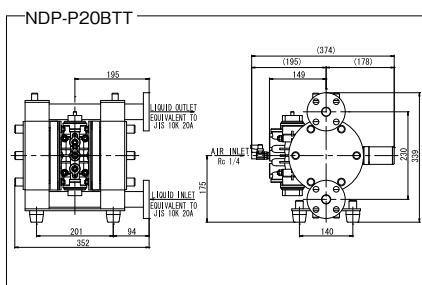 NDP-P20BTT
195
LIQUID OUTLET
EQUIVALENT TO
JIS 10K 20A
LIQUID INLET
EQUIVALENT TO
JIS 10K 20A
201
94
352
(374)
(195)
(178)
149
AIR INLET
Rc 1/4
175
230
339
140